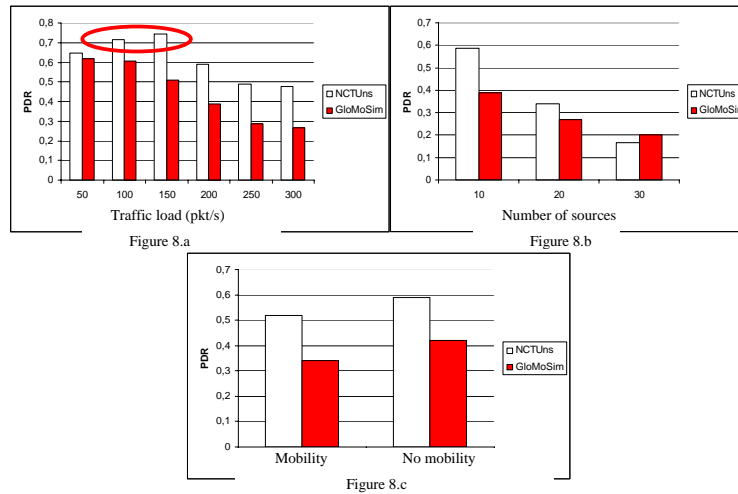 0,8
0,7
0,6
0,5
0,4
0,3
0,2
0,1
0
PDR
50 100 150 200 250 300
Traffic load (pkt/s)
NCTUns
GloMoSim
Figure 8.a
0,7
0,6
0,5
0,4
0,3
0,2
0,1
0
PDR
10 20 30
Number of sources
NCTUns
GloMoSim
Figure 8.b
0,7
0,6
0,5
0,4
0,3
0,2
0,1
0
PDR
Mobility No mobility
NCTUns
GloMoSim
Figure 8.c